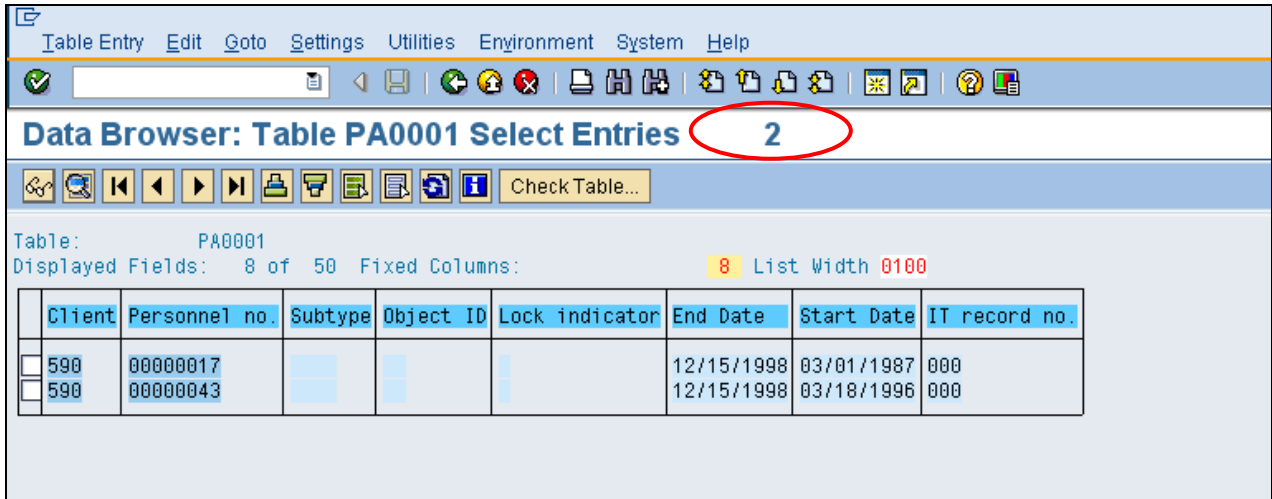 Table Entry Edit Goto Settings Utilities Environment System Help
Data Browser: Table PA0001 Select Entries 2
Check Table...
Table: PA0001
Displayed Fields: 8 of 50 Fixed Columns: 8 List Width 0100
Client Personnel no. Subtype Object ID Lock indicator End Date Start Date IT record no.
590 00000017 12/15/1998 03/01/1987 000
590 00000043 12/15/1998 03/18/1996 000